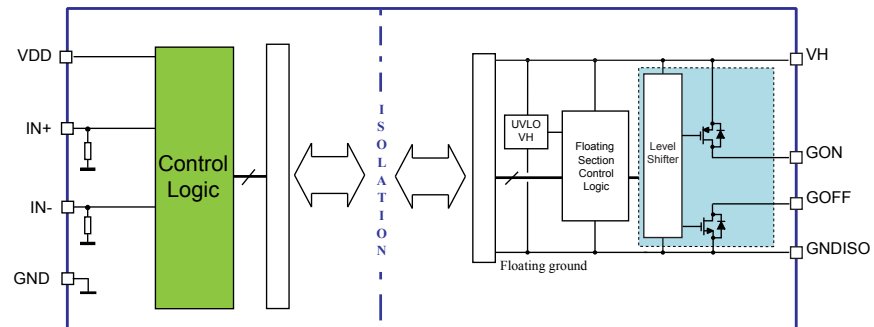 VDD
IN+
IN-
GND
Control
Logic
ISOLATION
UVLO
VH
Floating
Section
Control
Logic
Level
Shifter
Floating ground
VH
GON
GOFF
GNDISO